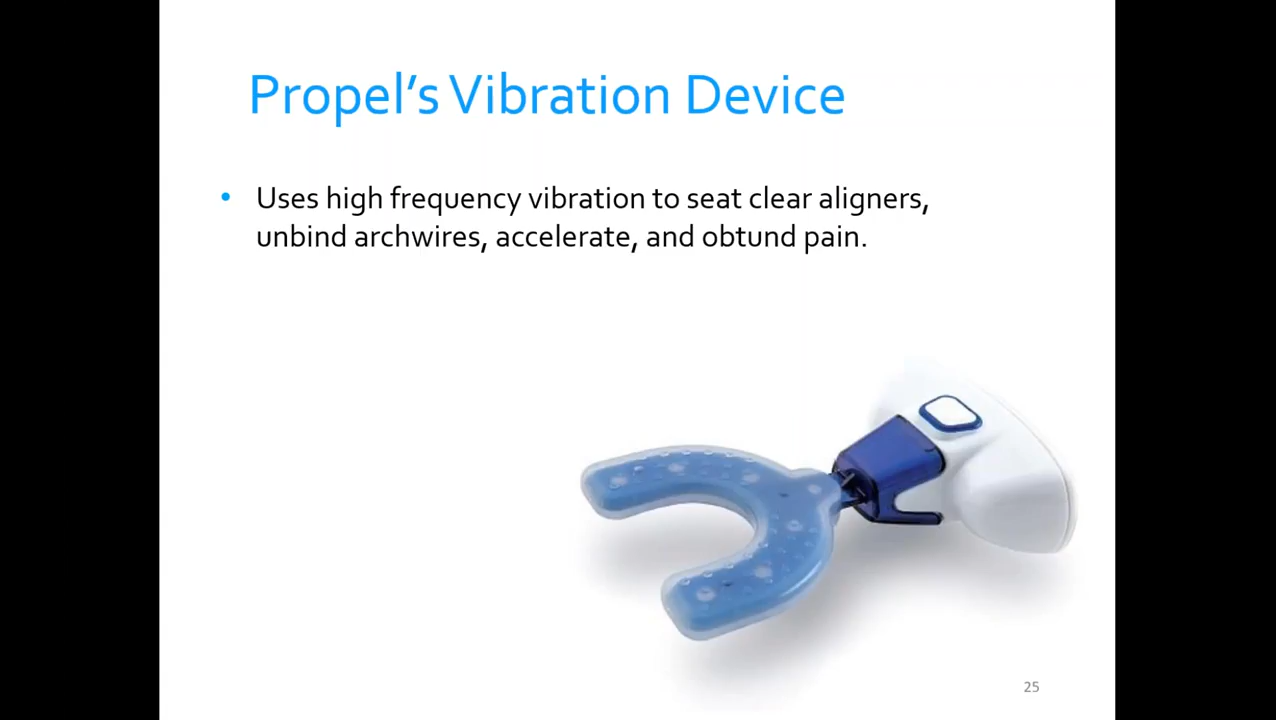 Propel's Vibration Device
• Uses high frequency vibration to seat clear aligners,
unbind archwires, accelerate, and obtund pain.
25